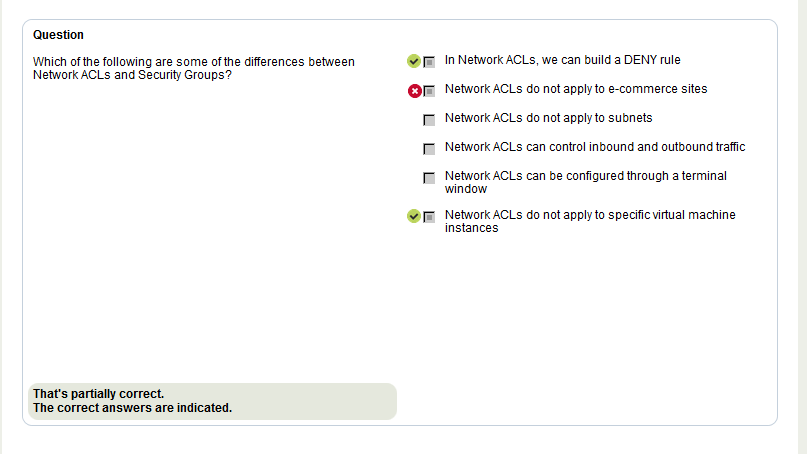 Question
Which of the following are some of the differences between
Network ACLs and Security Groups?
In Network ACLs, we can build a DENY rule
Network ACLs do not apply to e-commerce sites
Network ACLs do not apply to subnets
Network ACLs can control inbound and outbound traffic
Network ACLs can be configured through a terminal
window
Network ACLs do not apply to specific virtual machine
instances
That's partially correct.
The correct answers are indicated.